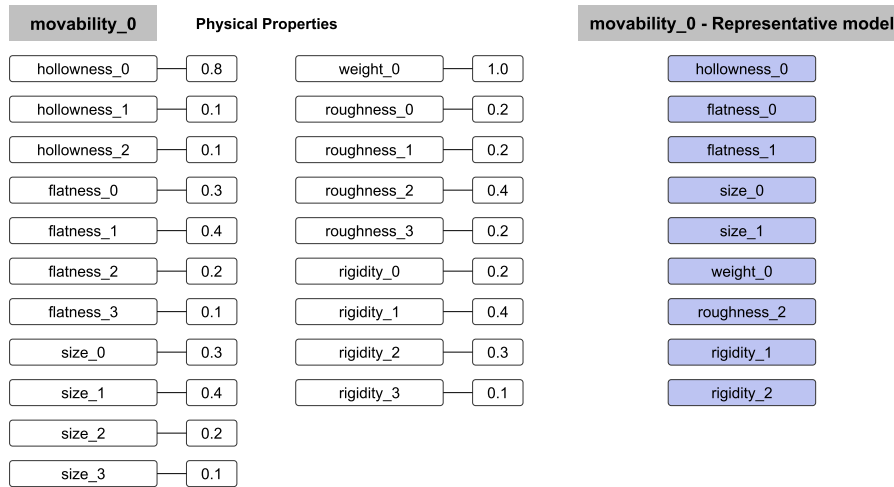 movability_0
Physical Properties
movability_0 - Representative model
hollowness_0 0.8
weight_0 1.0
hollowness_0
hollowness_1 0.1
roughness_0 0.2
flatness_0
hollowness_2 0.1
roughness_1 0.2
flatness_1
flatness_0 0.3
roughness_2 0.4
size_0
flatness_1 0.4
roughness_3 0.2
size_1
flatness_2 0.2
rigidity_0 0.2
weight_0
flatness_3 0.1
rigidity_1 0.4
roughness_2
size_0 0.3
rigidity_2 0.3
rigidity_1
size_1 0.4
rigidity_3 0.1
rigidity_2
size_2 0.2
size_3 0.1